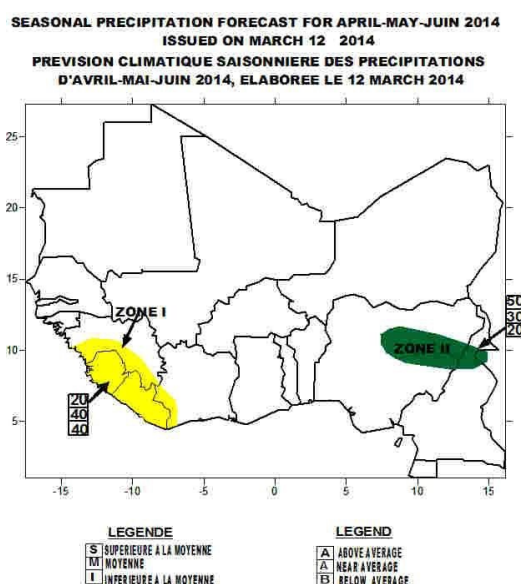 SEASONAL PRECIPITATION FORECAST FOR APRIL-MAY-JUIN 2014
ISSUED ON MARCH 12 2014
PREVISION CLIMATIQUE SAISONNIERE DES PRECIPITATIONS
D'AVRIL-MAI-JUIN 2014, ELABOREE LE 12 MARCH 2014
25
20
15
10
5
ZONE I
20
40
40
ZONE II
50
30
20
-15
-10
-5
0
5
10
15
LEGENDE
S SUPERIEURE A LA MOYENNE
M MOYENNE
I INFERIEURE A LA MOYENNE
LEGEND
A ABOVE AVERAGE
A NEAR AVERAGE
B BELOW AVERAGE